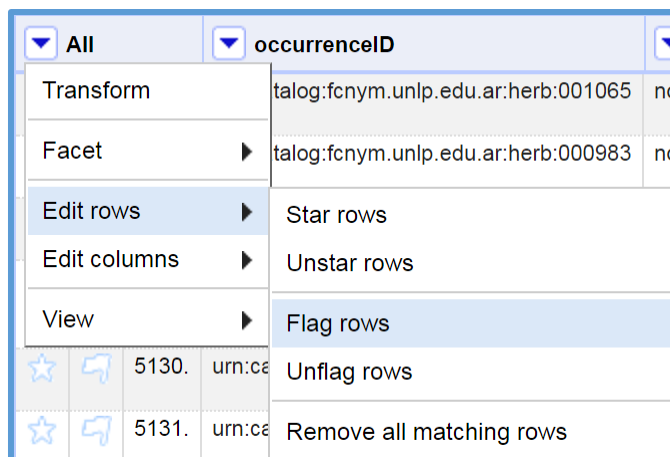 All occurrenceID
Transform
talog:fcnym.unlp.edu.ar:herb:001065 no
Facet
talog:fcnym.unlp.edu.ar:herb:000983 no
Edit rows
Star rows
Edit columns
Unstar rows
View
Flag rows
5130. urn:ca
Unflag rows
5131. urn:ca
Remove all matching rows